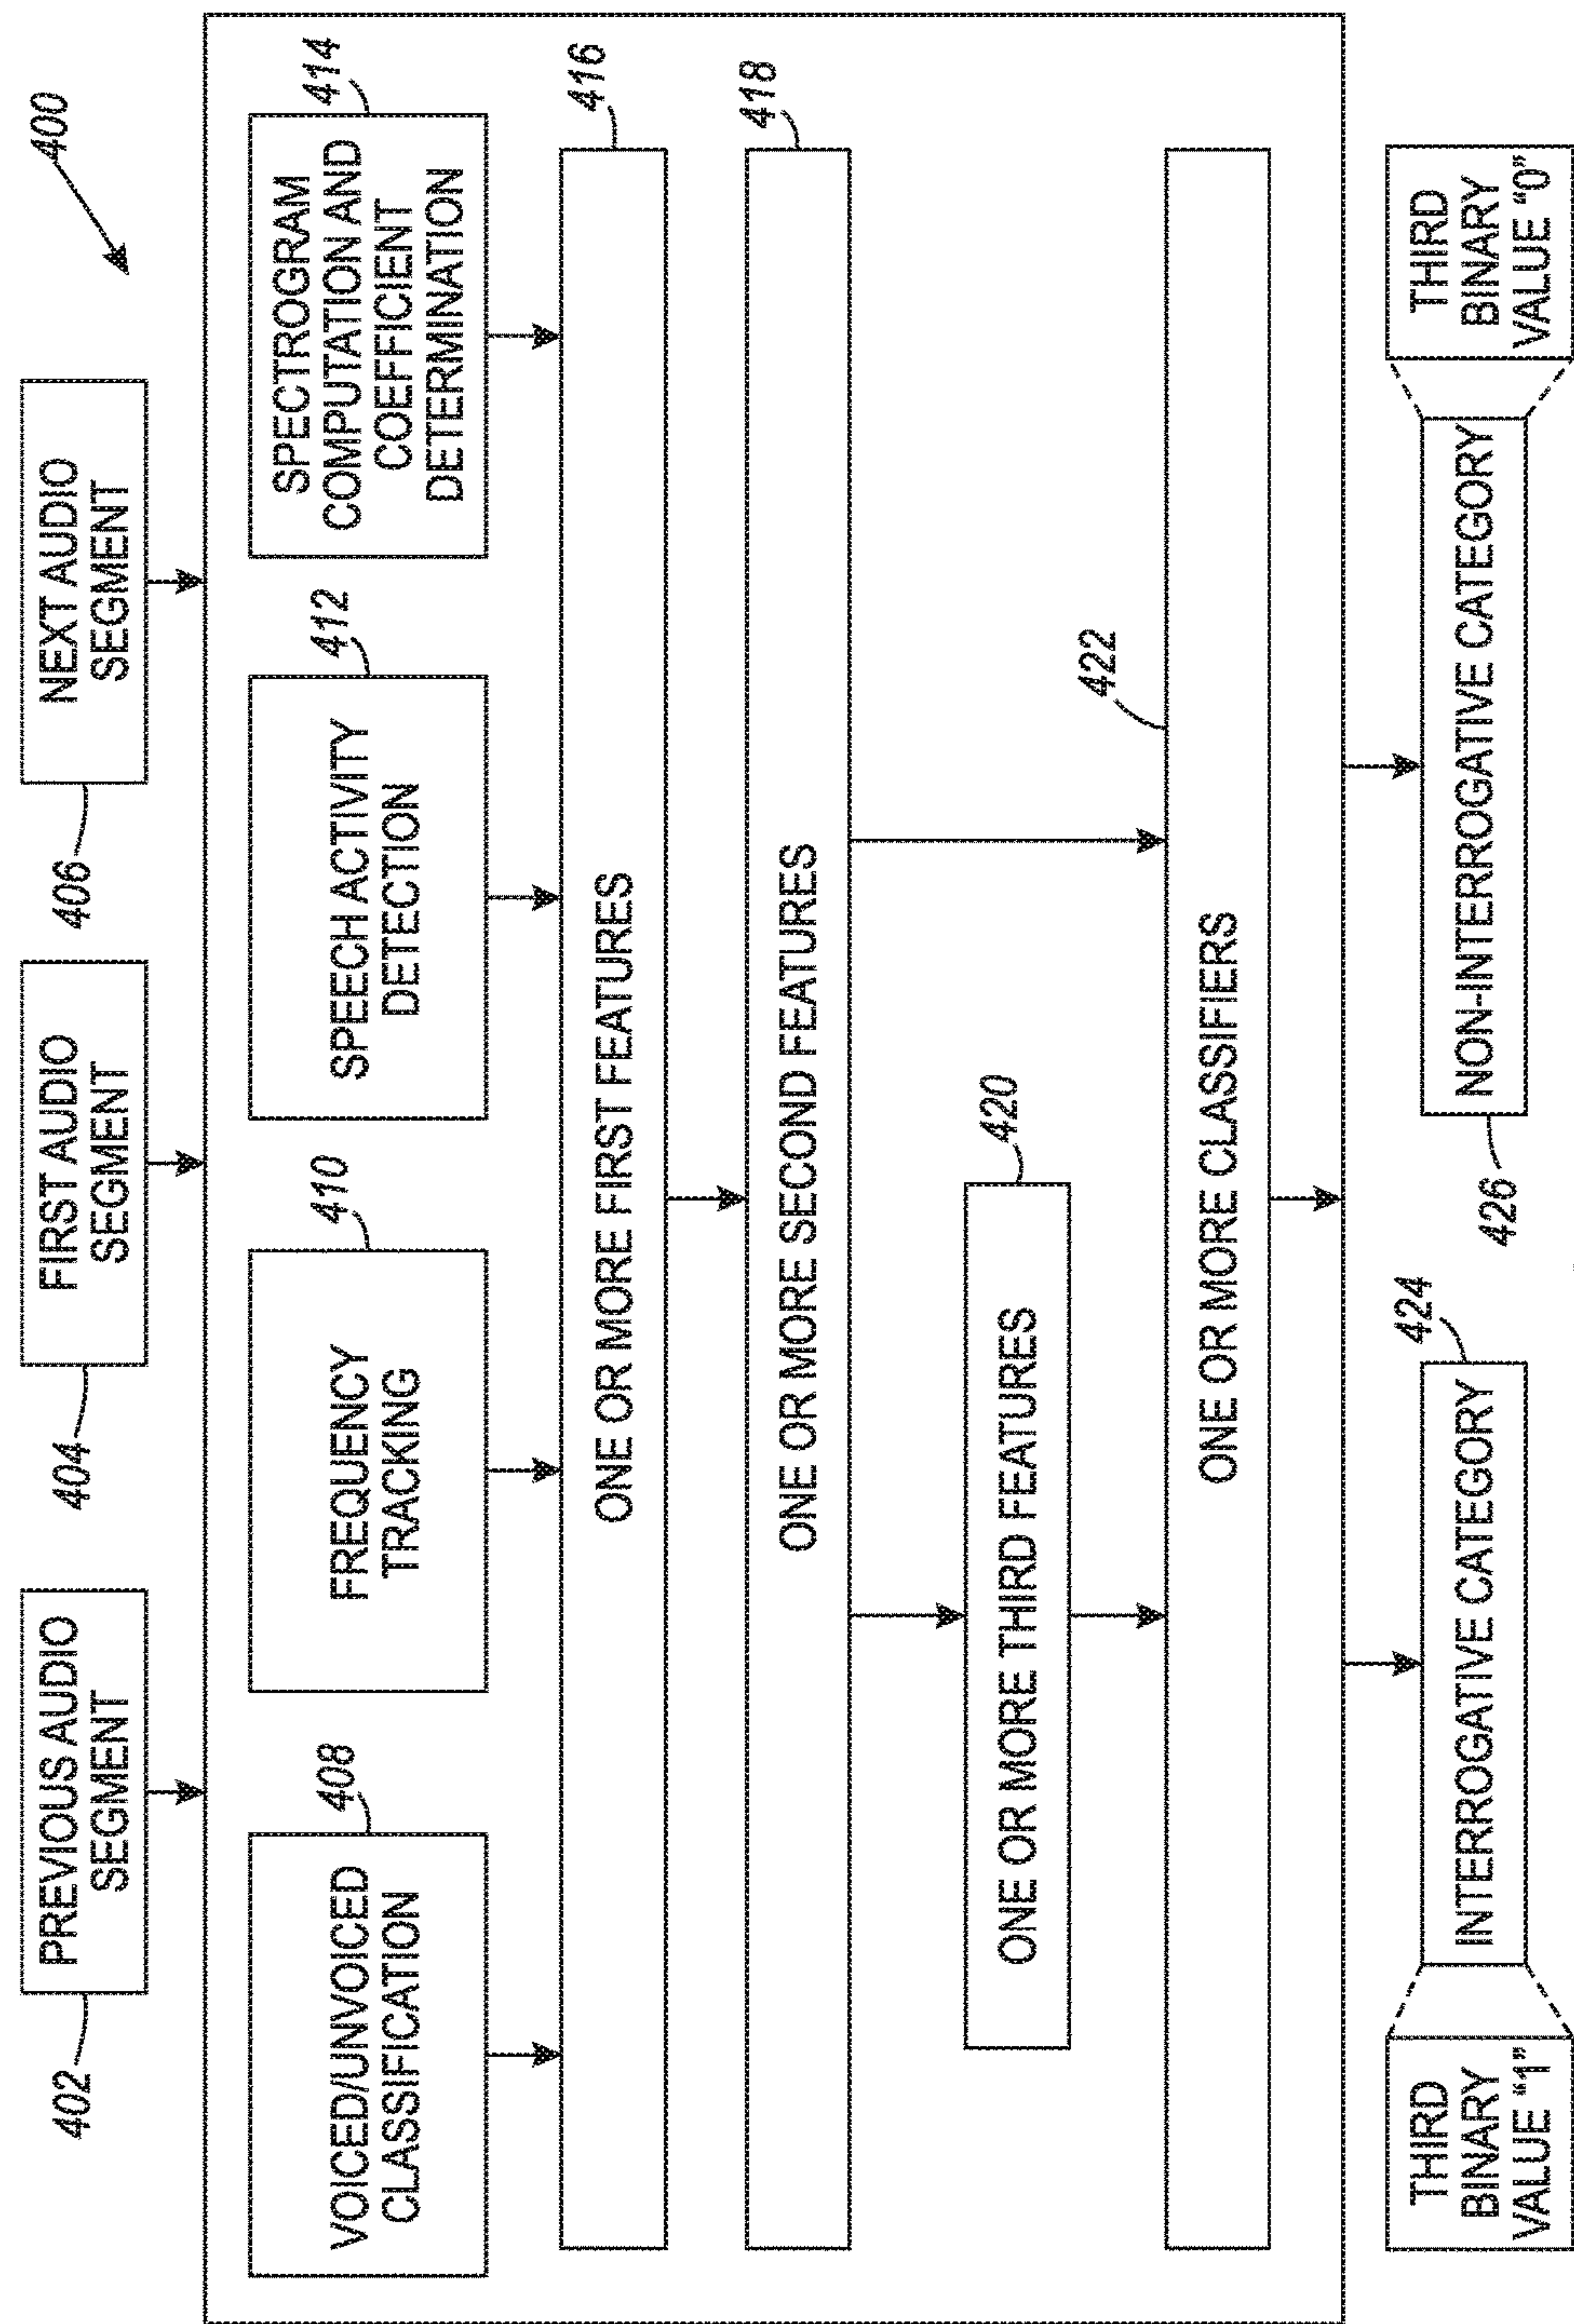 400
PREVIOUS AUDIO
SEGMENT
402
FIRST AUDIO
SEGMENT
404
NEXT AUDIO
SEGMENT
406
VOICED/UNVOICED
CLASSIFICATION
408
FREQUENCY
TRACKING
410
SPEECH ACTIVITY
DETECTION
412
SPECTROGRAM
COMPUTATION AND
COEFFICIENT
DETERMINATION
414
ONE OR MORE FIRST FEATURES
416
ONE OR MORE SECOND FEATURES
418
ONE OR MORE THIRD FEATURES
420
ONE OR MORE CLASSIFIERS
422
THIRD
BINARY
VALUE “1”
INTERROGATIVE CATEGORY
424
NON-INTERROGATIVE CATEGORY
426
THIRD
BINARY
VALUE “0”